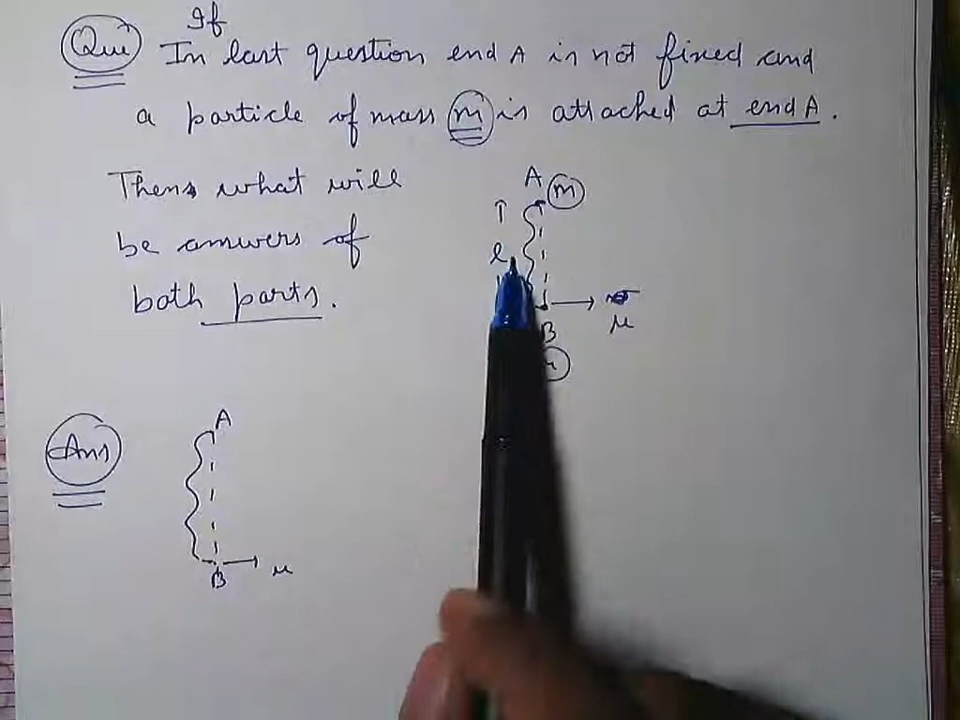 If
Que In last question end A is not fixed and
a particle of mass m is attached at end A.
Then what will
be answers of
both parts.
A m
l
u
B
Ans
A
B u